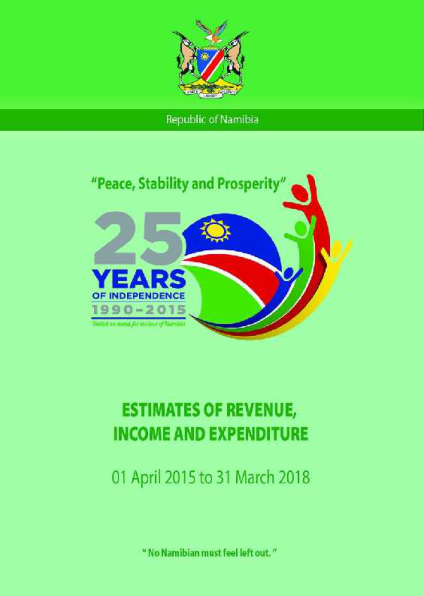 Republic of Namibia
"Peace, Stability and Prosperity"
25
YEARS
OF INDEPENDENCE
1990-2015
ESTIMATES OF REVENUE,
INCOME AND EXPENDITURE
01 April 2015 to 31 March 2018
" No Namibian must feel left out. "